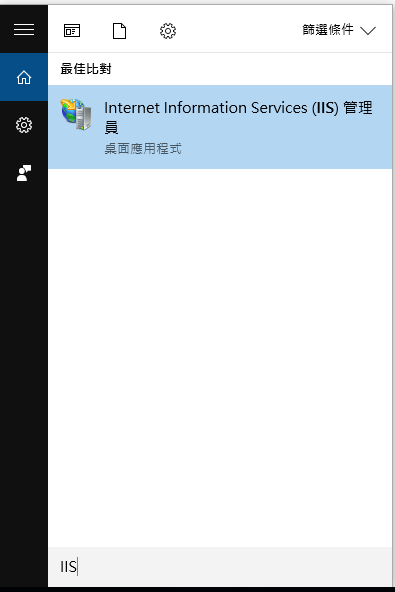 篩選條件
最佳比對
Internet Information Services (IIS) 管理
員
桌面應用程式
IIS